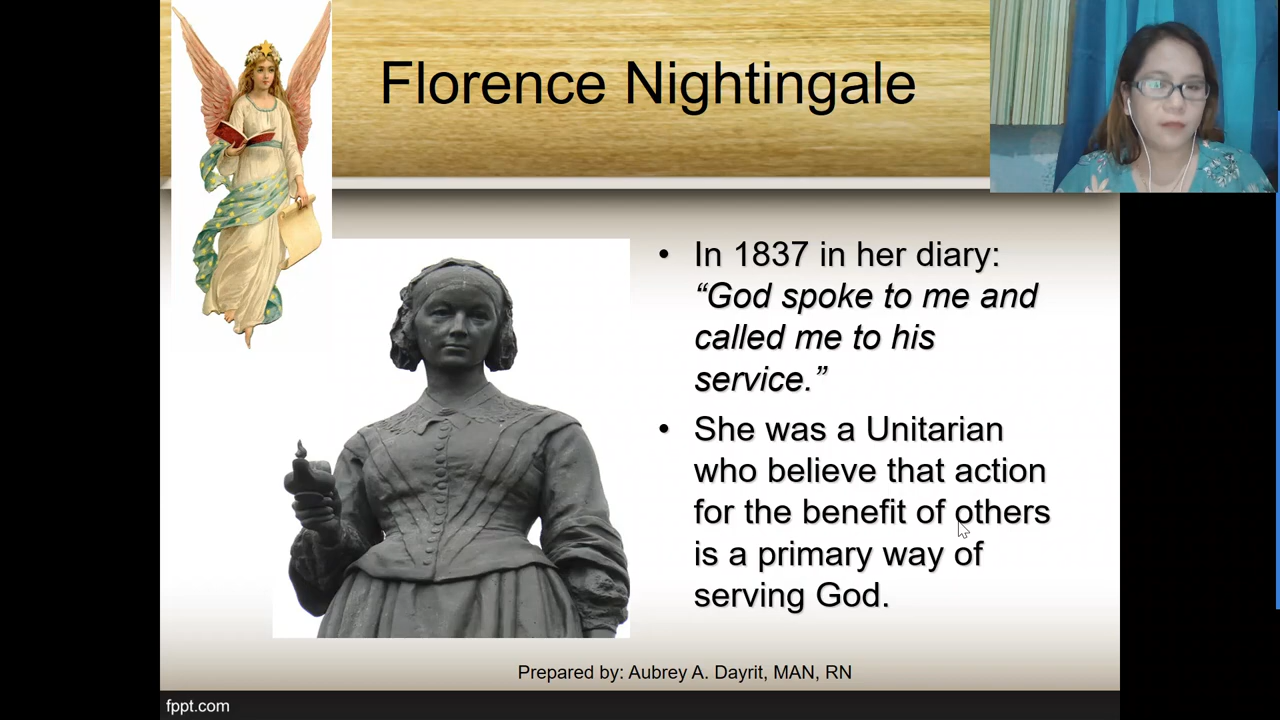 Florence Nightingale
• In 1837 in her diary:
“God spoke to me and
called me to his
service.”
• She was a Unitarian
who believe that action
for the benefit of others
is a primary way of
serving God.
Prepared by: Aubrey A. Dayrit, MAN, RN
fppt.com